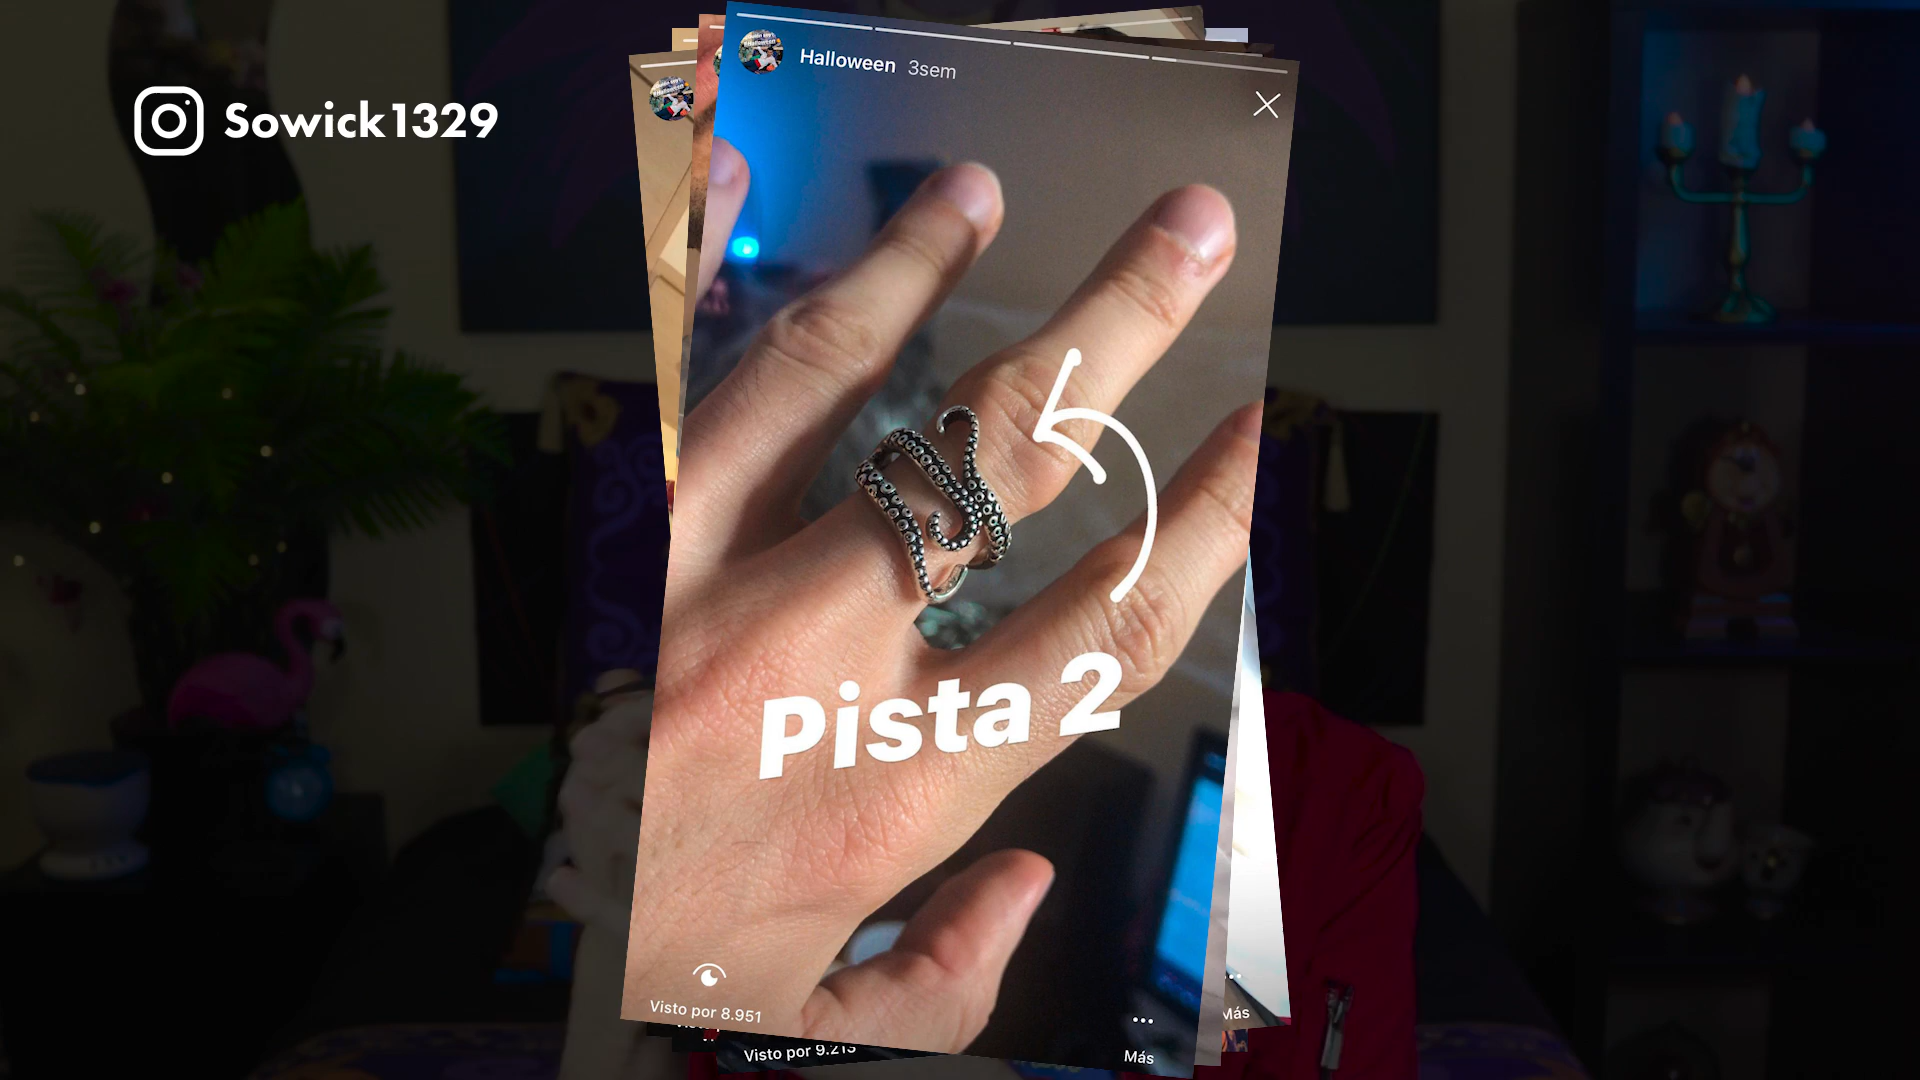 Sowick1329
Halloween 3sem
Pista 2
Visto por 8.951
Más
Visto por 9.213
Más